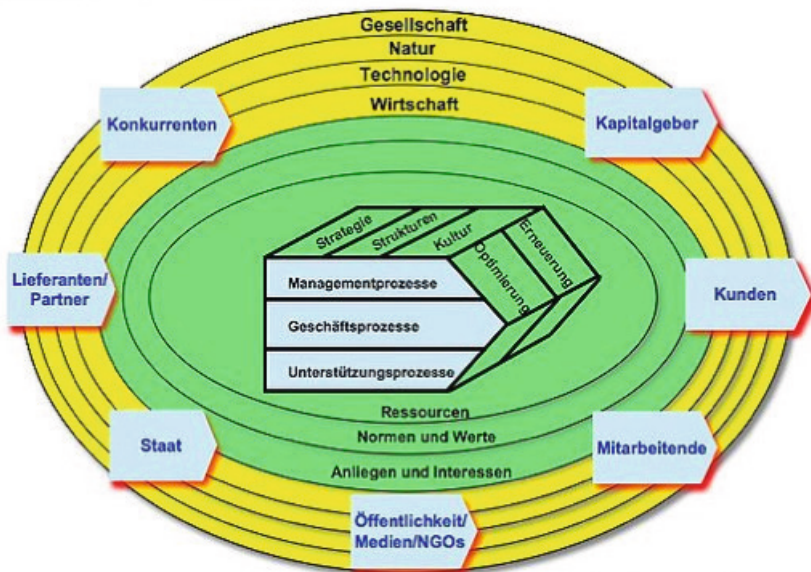 Gesellschaft
Natur
Technologie
Wirtschaft
Konkurrenten
Kapitalgeber
Strategie
Strukturen
Kultur
Optimierung
Erneuerung
Managementprozesse
Geschäftsprozesse
Unterstützungsprozesse
Lieferanten/
Partner
Kunden
Ressourcen
Normen und Werte
Anliegen und Interessen
Staat
Mitarbeitende
Öffentlichkeit/
Medien/NGOs